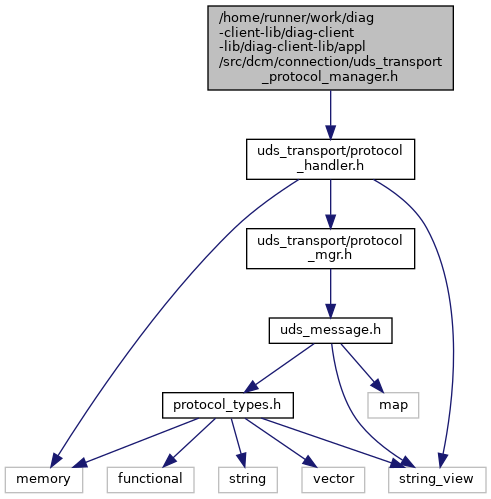 /home/runner/work/diag
-client-lib/diag-client
-lib/diag-client-lib/appl
/src/dcm/connection/uds_transport
_protocol_manager.h
uds_transport/protocol
_handler.h
uds_transport/protocol
_mgr.h
uds_message.h
protocol_types.h
map
memory
functional
string
vector
string_view